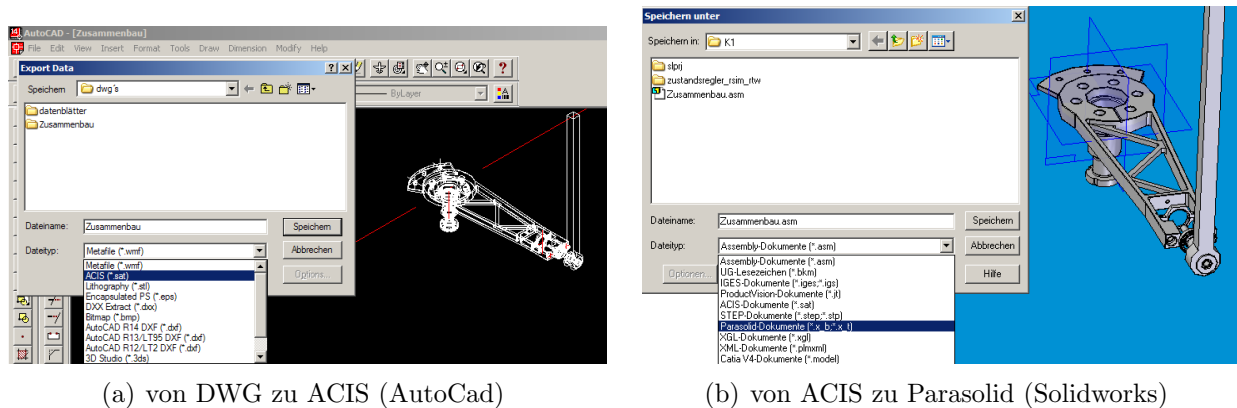 AutoCAD - [Zusammenbau]
File Edit View Insert Format Tools Draw Dimension Modify Help
Export Data
Speichern dwg's
ByLayer
datenblätter
Zusammenbau
Dateiname: Zusammenbau Speichern
Dateityp: Metafile (*.wmf) Abbrechen
Options...
Metafile (*.wmf)
ACIS (*.sat)
Lithography (*.stl)
Encapsulated PS (*.eps)
DXX Extract (*.dxx)
Bitmap (*.bmp)
AutoCAD R14 DXF (*.dxf)
AutoCAD R13/LT95 DXF (*.dxf)
AutoCAD R12/LT2 DXF (*.dxf)
3D Studio (*.3ds)
(a) von DWG zu ACIS (AutoCad)
Speichern unter
Speichern in: K1
slprj
zustandsregler_rsim_rtw
Zusammenbau.asm
Dateiname: Zusammenbau.asm Speichern
Dateityp: Assembly-Dokumente (*.asm) Abbrechen
Optionen... Hilfe
Assembly-Dokumente (*.asm)
UG-Lesezeichen (*.bkm)
IGES-Dokumente (*.iges;*.igs)
ProductVision-Dokumente (*.jt)
ACIS-Dokumente (*.sat)
STEP-Dokumente (*.step;*.stp)
Parasolid-Dokumente (*.x_b;*.x_t)
XGL-Dokumente (*.xgl)
XML-Dokumente (*.plmxml)
Catia V4-Dokumente (*.model)
(b) von ACIS zu Parasolid (Solidworks)